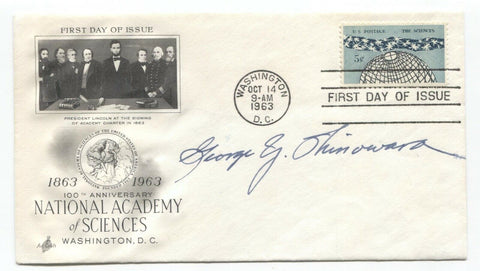 FIRST DAY OF ISSUE
PRESIDENT LINCOLN AT THE SIGNING
OF ACADEMY CHARTER IN 1863
1863 1963
100TH ANNIVERSARY
NATIONAL ACADEMY
of SCIENCES
WASHINGTON, D.C.
WASHINGTON
OCT 14
9-AM
1963
D.C.
U S POSTAGE THE SCIENCES
5¢
FIRST DAY OF ISSUE
George Y. Shinowara